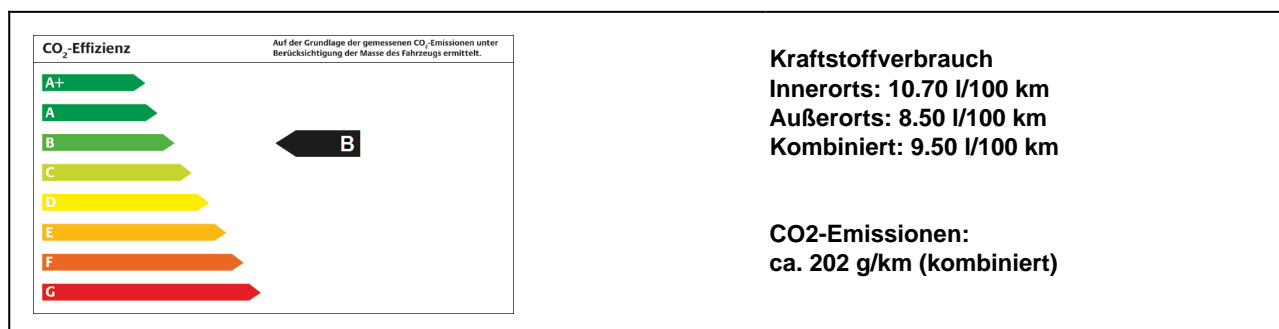 CO₂-Effizienz
Auf der Grundlage der gemessenen CO₂-Emissionen unter
Berücksichtigung der Masse des Fahrzeugs ermittelt.
A+
A
B
B
C
D
E
F
G
Kraftstoffverbrauch
Innerorts: 10.70 l/100 km
Außerorts: 8.50 l/100 km
Kombiniert: 9.50 l/100 km
CO2-Emissionen:
ca. 202 g/km (kombiniert)